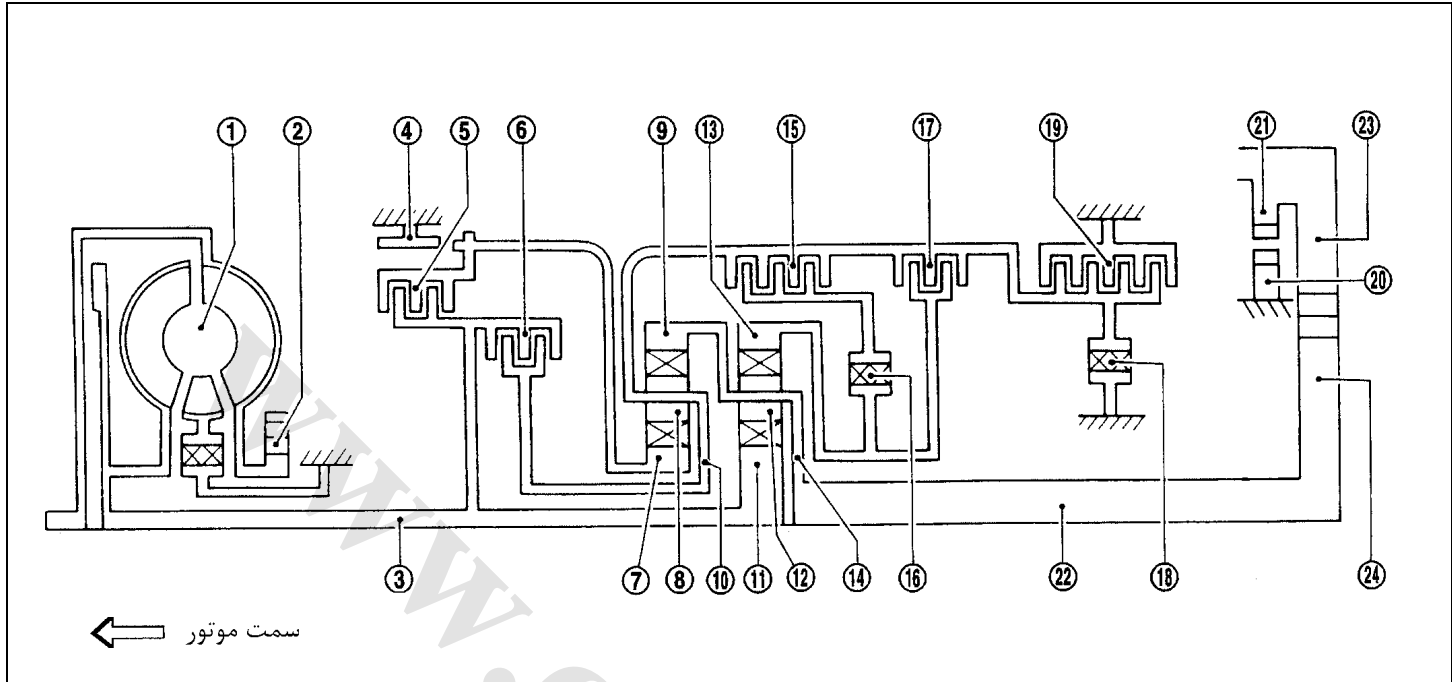 ① ② ④ ⑤ ⑥ ⑨ ⑬ ⑮ ⑰ ⑲ ㉑ ㉓
⑳
③ ⑦ ⑧ ⑩ ⑪ ⑫ ⑭ ⑯ ㉒ ⑱ ㉔
سمت موتور
www.